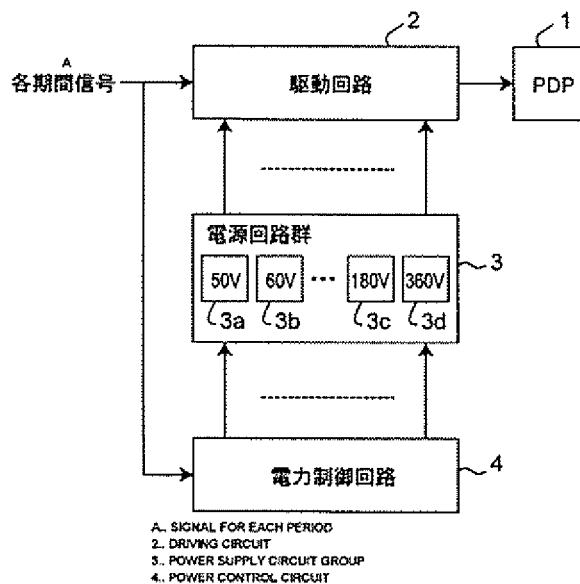 2
1
A
各期間信号
駆動回路
PDP
電源回路群
3
50V 60V 180V 360V
3a 3b 3c 3d
電力制御回路
4
A.. SIGNAL FOR EACH PERIOD
2.. DRIVING CIRCUIT
3.. POWER SUPPLY CIRCUIT GROUP
4.. POWER CONTROL CIRCUIT